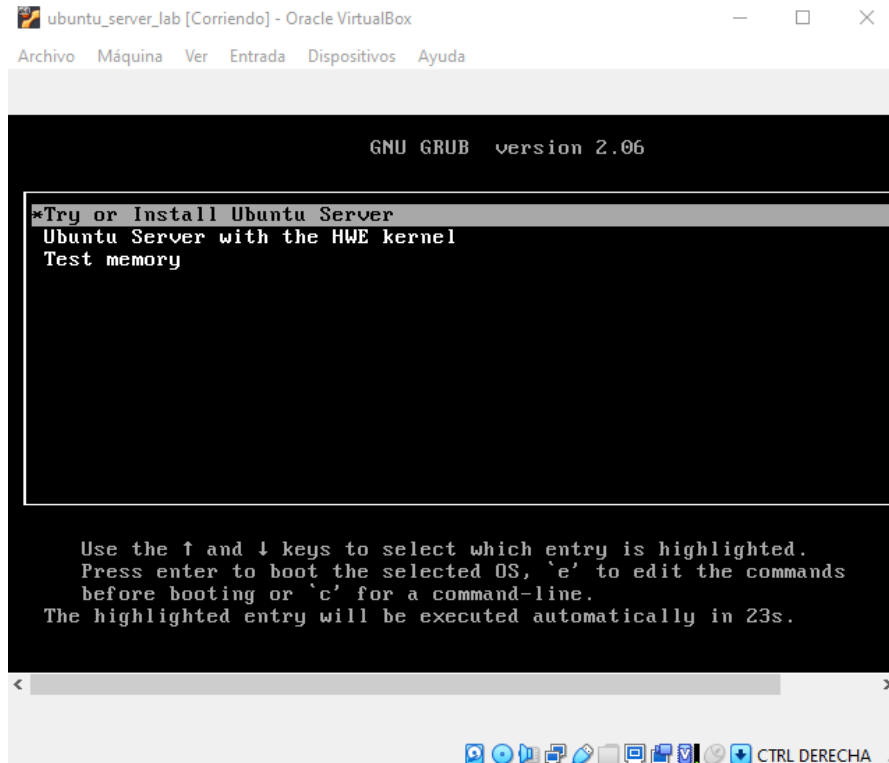 ubuntu_server_lab [Corriendo] - Oracle VirtualBox
Archivo Máquina Ver Entrada Dispositivos Ayuda
GNU GRUB version 2.06
*Try or Install Ubuntu Server
Ubuntu Server with the HWE kernel
Test memory
Use the ↑ and ↓ keys to select which entry is highlighted.
Press enter to boot the selected OS, `e' to edit the commands
before booting or `c' for a command-line.
The highlighted entry will be executed automatically in 23s.
CTRL DERECHA